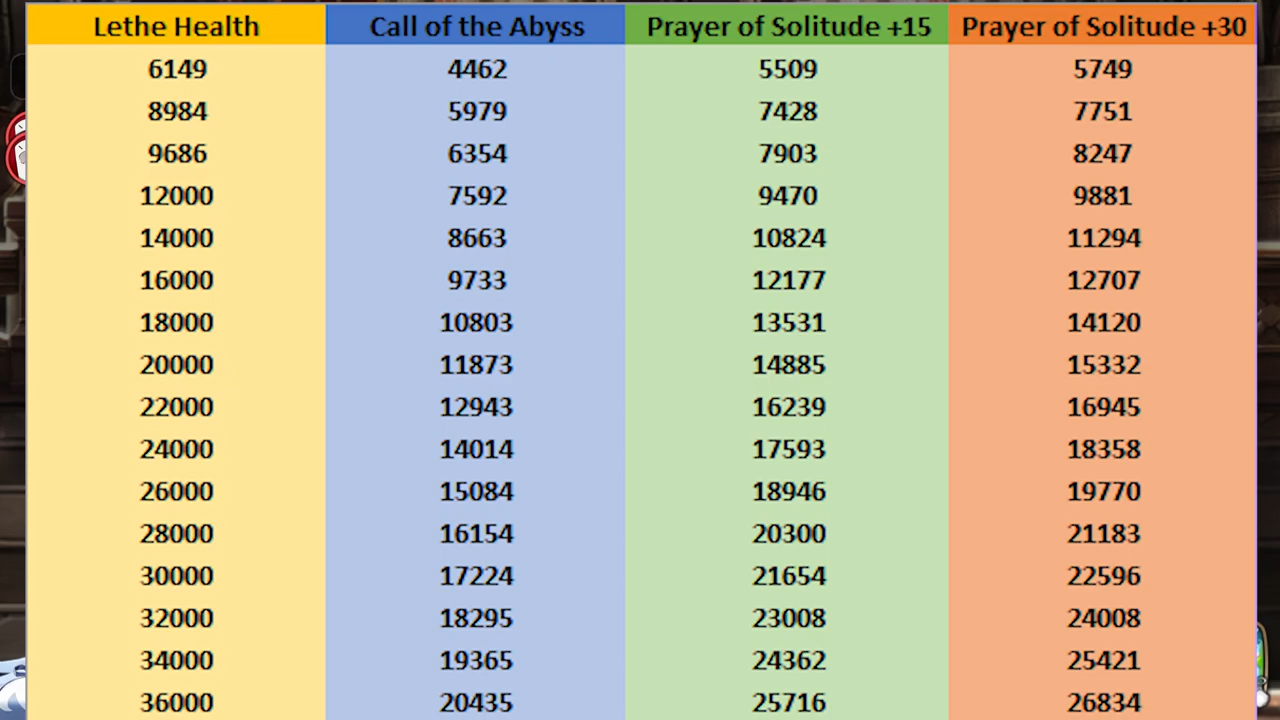 Lethe Health Call of the Abyss Prayer of Solitude +15 Prayer of Solitude +30
6149 4462 5509 5749
8984 5979 7428 7751
9686 6354 7903 8247
12000 7592 9470 9881
14000 8663 10824 11294
16000 9733 12177 12707
18000 10803 13531 14120
20000 11873 14885 15332
22000 12943 16239 16945
24000 14014 17593 18358
26000 15084 18946 19770
28000 16154 20300 21183
30000 17224 21654 22596
32000 18295 23008 24008
34000 19365 24362 25421
36000 20435 25716 26834